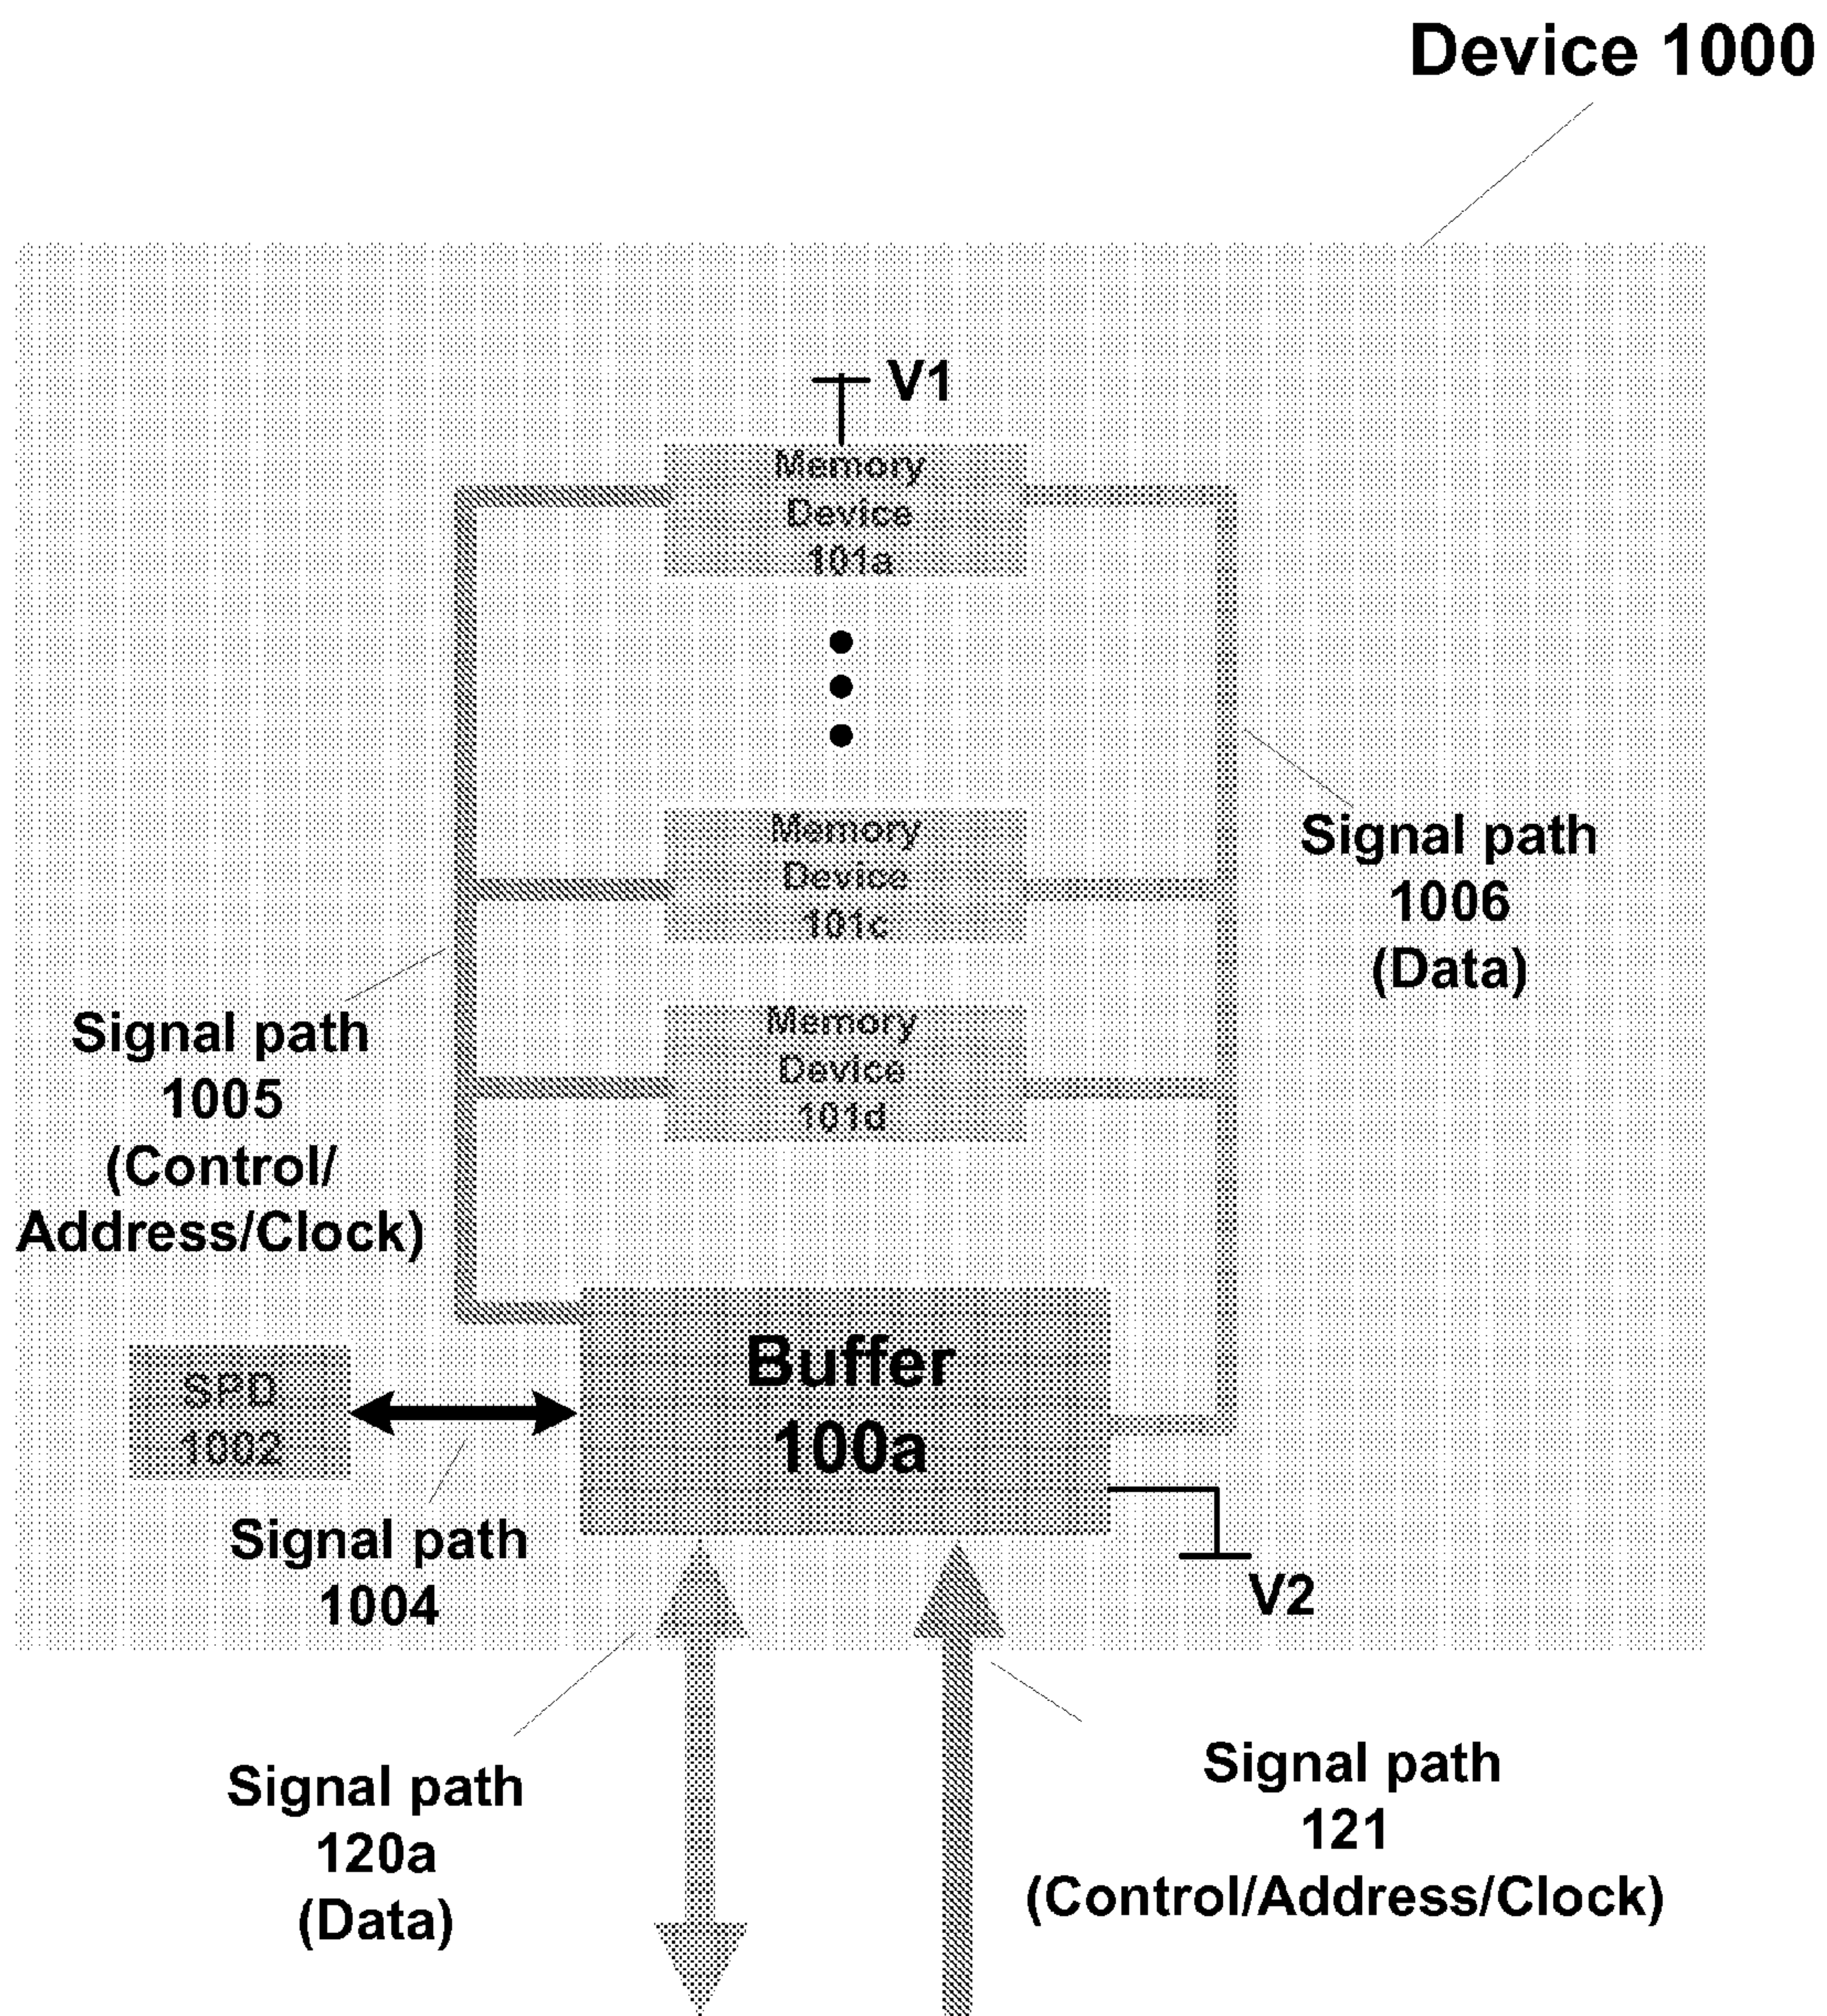 Device 1000
V1
Memory
Device
101a
Memory
Device
101c
Signal path
1006
(Data)
Memory
Device
101d
Signal path
1005
(Control/
Address/Clock)
Buffer
100a
SPD
1002
Signal path
1004
V2
Signal path
120a
(Data)
Signal path
121
(Control/Address/Clock)